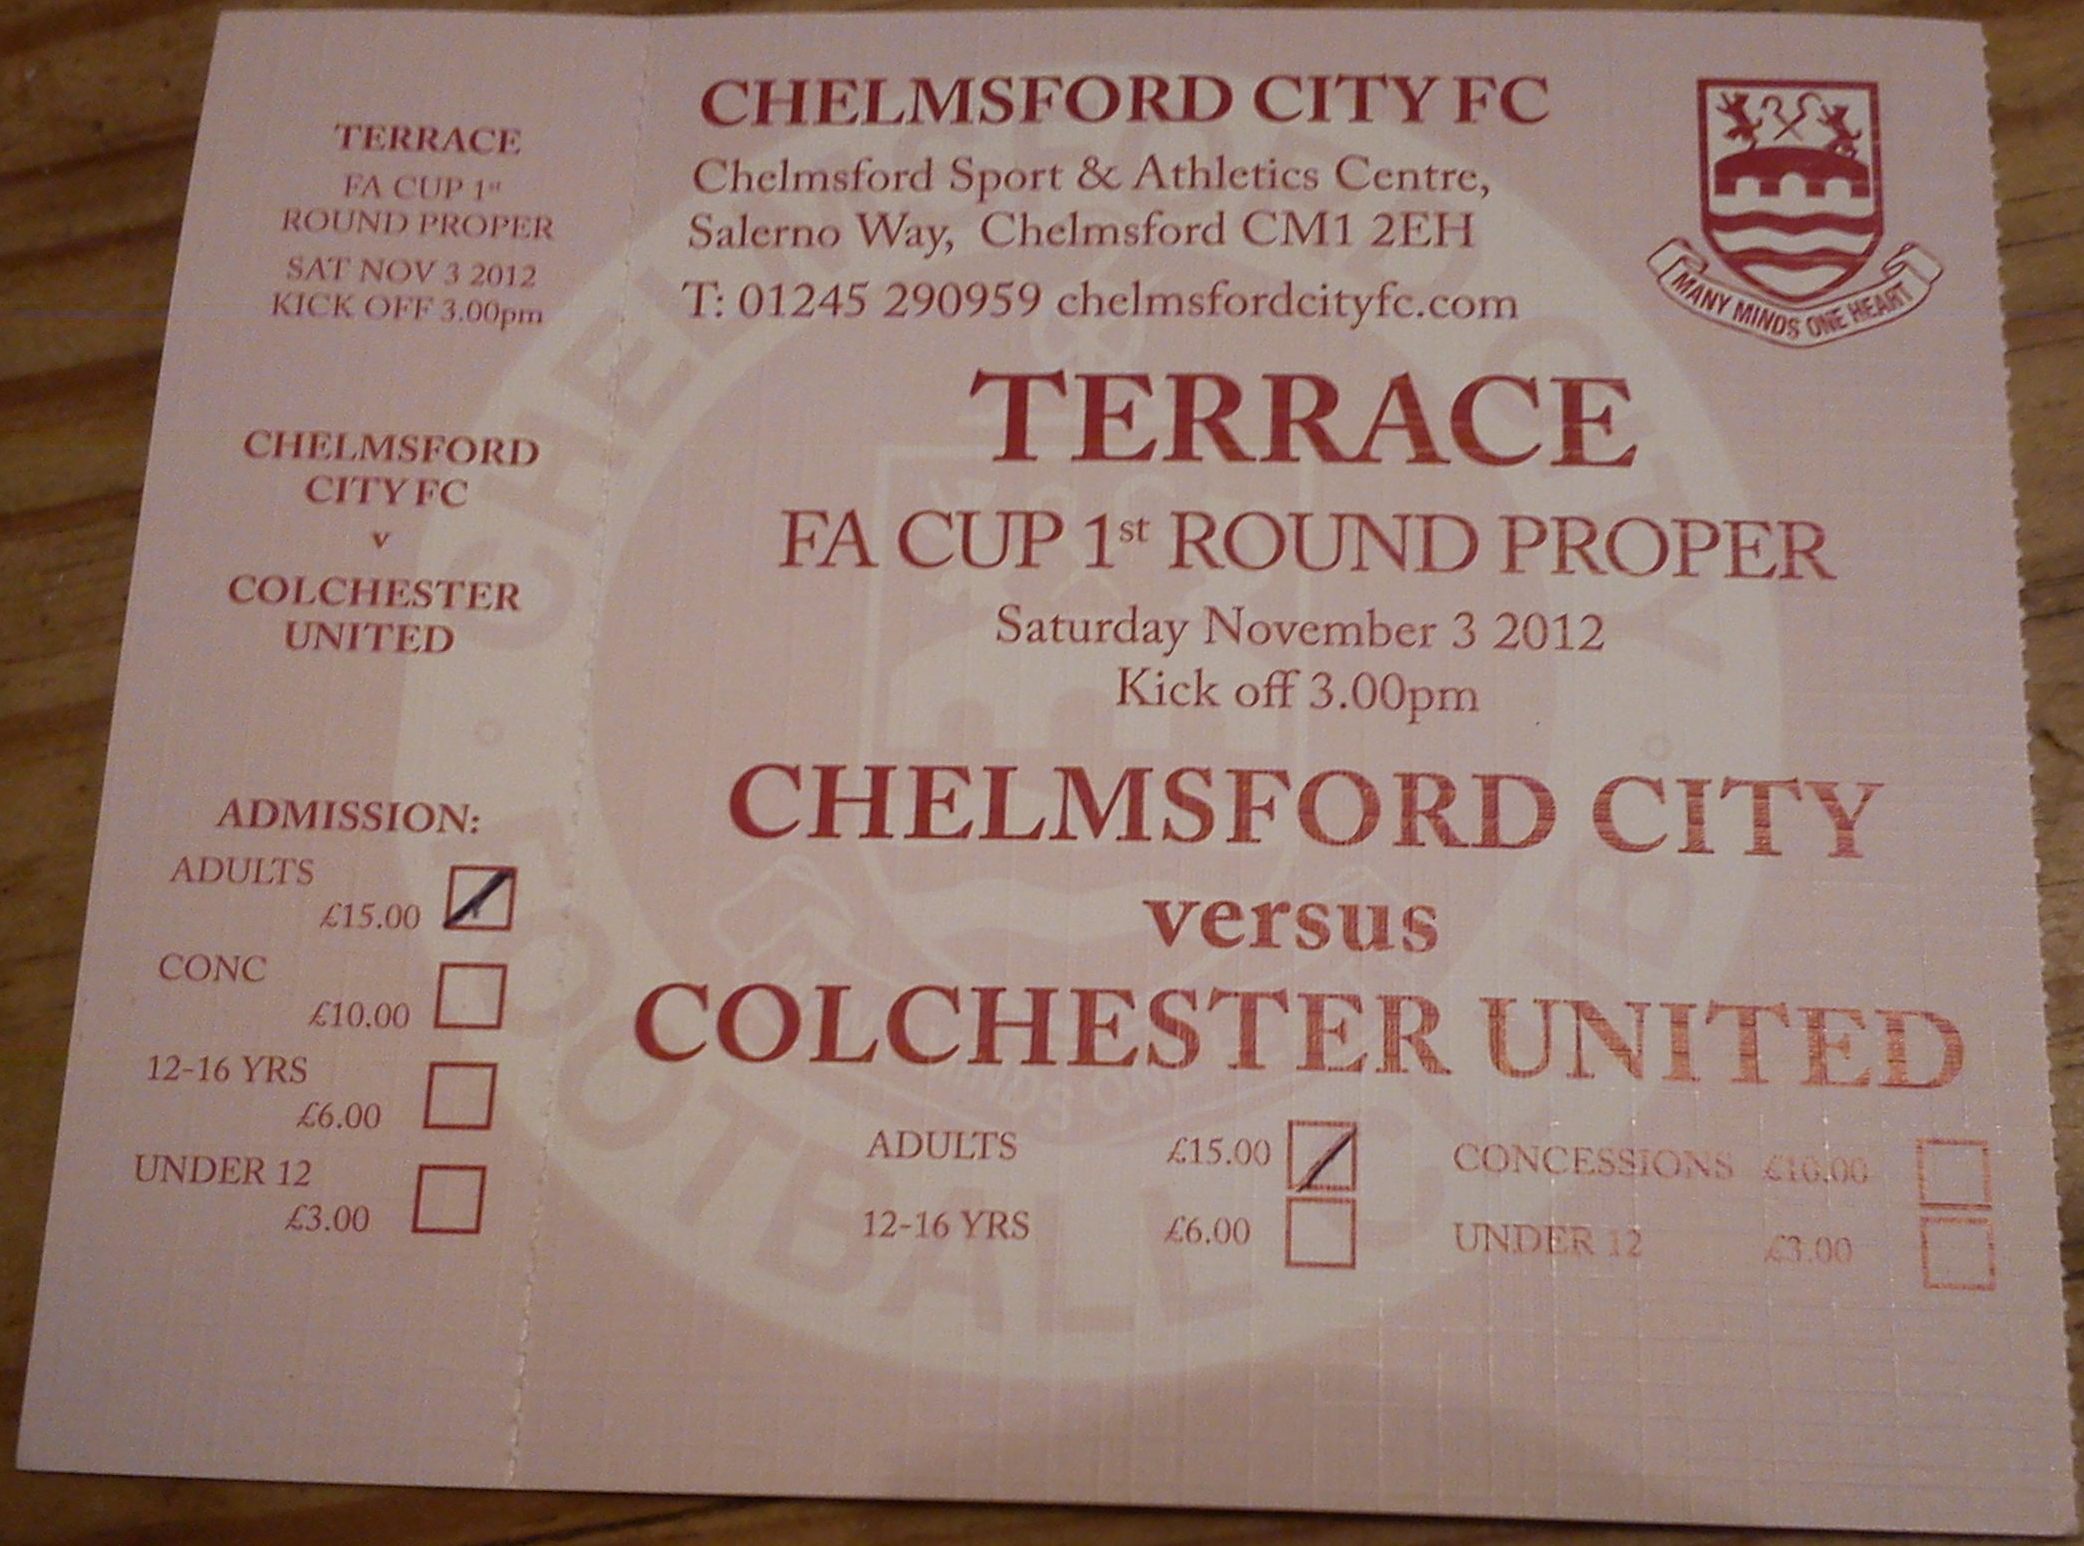 TERRACE
FA CUP 1st
ROUND PROPER
SAT NOV 3 2012
KICK OFF 3.00pm
CHELMSFORD
CITY FC
v
COLCHESTER
UNITED
ADMISSION:
ADULTS
£15.00
CONC
£10.00
12-16 YRS
£6.00
UNDER 12
£3.00
CHELMSFORD CITY FC
Chelmsford Sport & Athletics Centre,
Salerno Way, Chelmsford CM1 2EH
T: 01245 290959 chelmsfordcityfc.com
MANY MINDS ONE HEART
TERRACE
FA CUP 1st ROUND PROPER
Saturday November 3 2012
Kick off 3.00pm
CHELMSFORD CITY
versus
COLCHESTER UNITED
ADULTS £15.00 CONCESSIONS £10.00
12-16 YRS £6.00 UNDER 12 £3.00
CHELMSFORD CITY
FOOTBALL CLUB